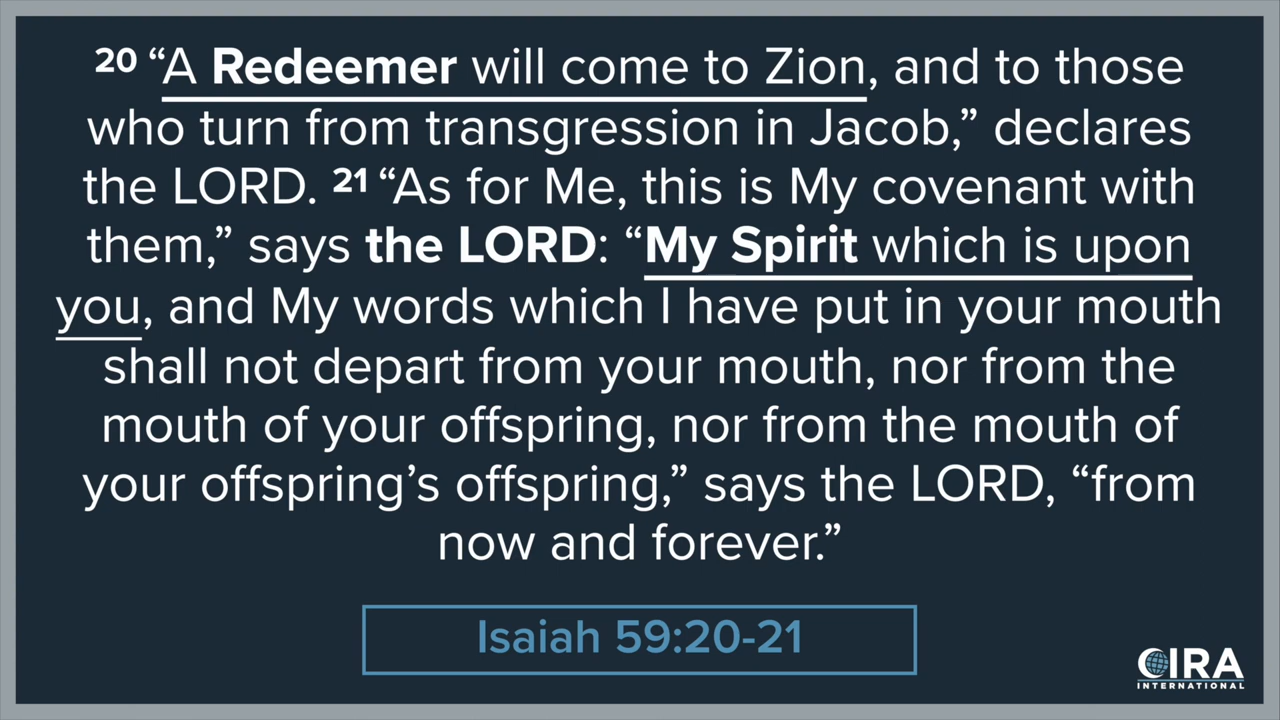 20 “A Redeemer will come to Zion, and to those
who turn from transgression in Jacob,” declares
the LORD. 21 “As for Me, this is My covenant with
them,” says the LORD: “My Spirit which is upon
you, and My words which I have put in your mouth
shall not depart from your mouth, nor from the
mouth of your offspring, nor from the mouth of
your offspring’s offspring,” says the LORD, “from
now and forever.”
Isaiah 59:20-21
CIRA
INTERNATIONAL